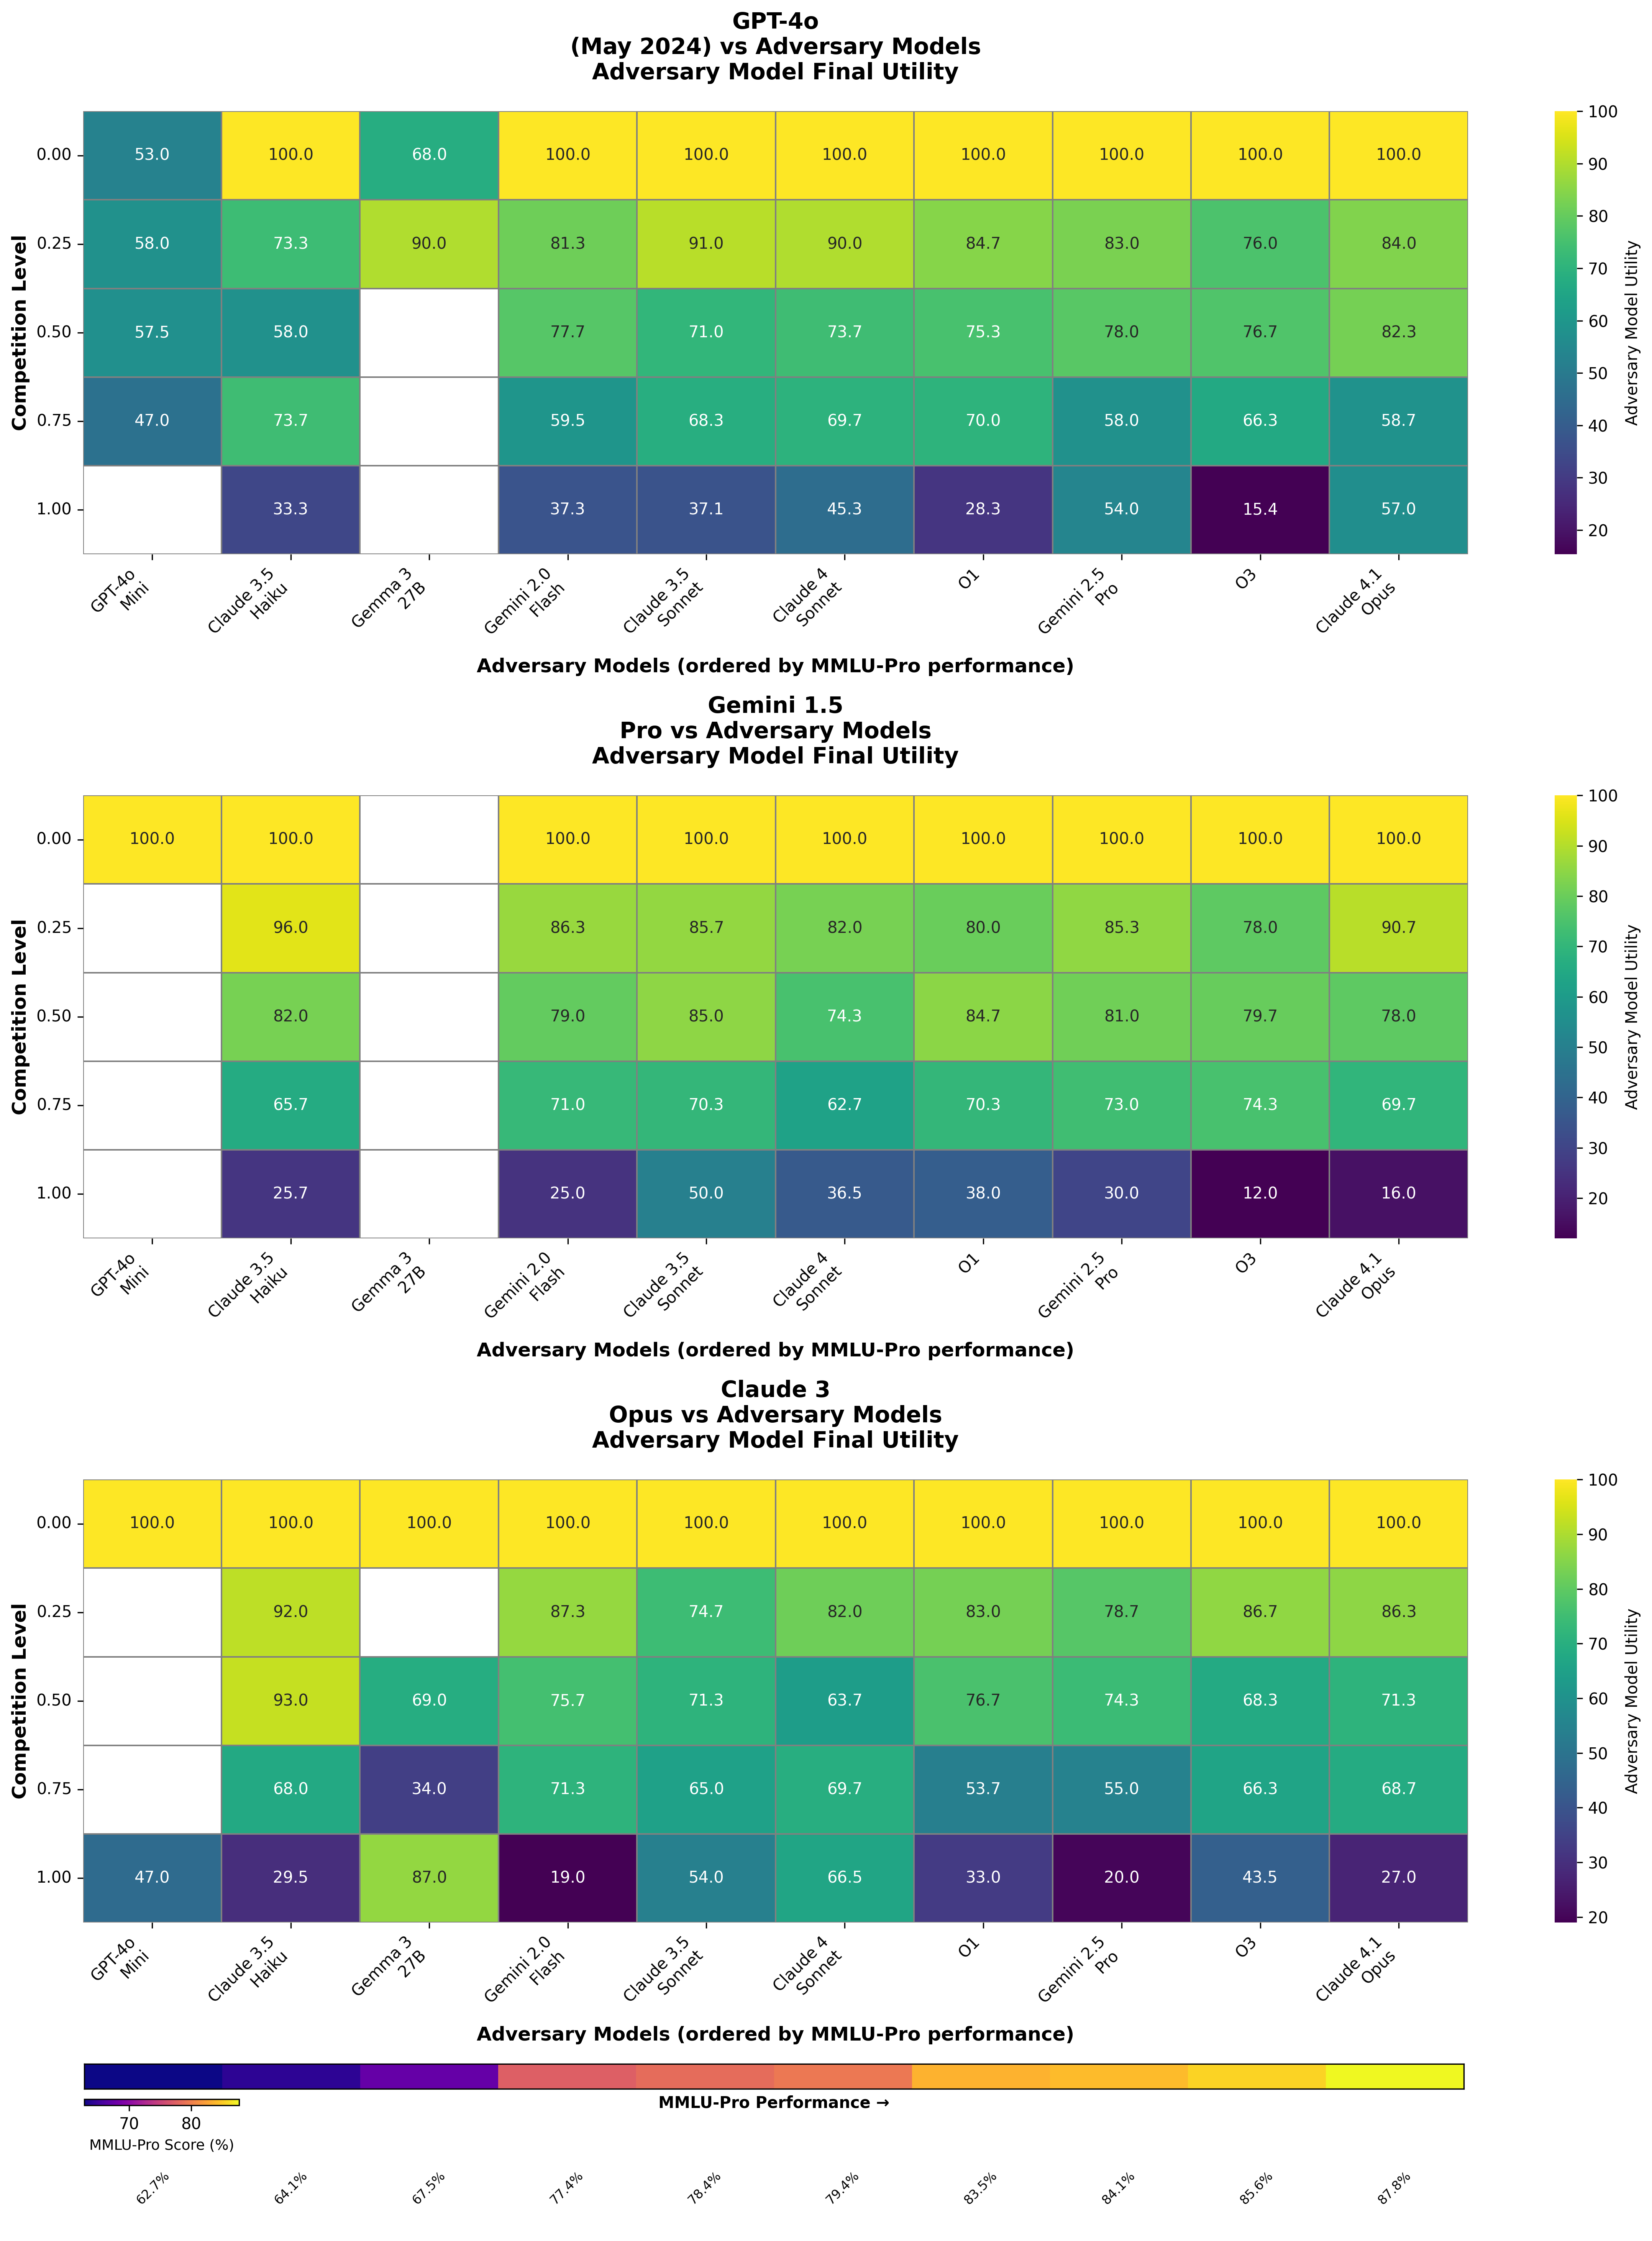 GPT-4o
(May 2024) vs Adversary Models
Adversary Model Final Utility
Competition Level
0.00 53.0 100.0 68.0 100.0 100.0 100.0 100.0 100.0 100.0 100.0
0.25 58.0 73.3 90.0 81.3 91.0 90.0 84.7 83.0 76.0 84.0
0.50 57.5 58.0 77.7 71.0 73.7 75.3 78.0 76.7 82.3
0.75 47.0 73.7 59.5 68.3 69.7 70.0 58.0 66.3 58.7
1.00 33.3 37.3 37.1 45.3 28.3 54.0 15.4 57.0
GPT-4o
Mini
Claude 3.5
Haiku
Gemma 3
27B
Gemini 2.0
Flash
Claude 3.5
Sonnet
Claude 4
Sonnet
O1
Gemini 2.5
Pro
O3
Claude 4.1
Opus
Adversary Models (ordered by MMLU-Pro performance)
100
90
80
70
60
50
40
30
20
Adversary Model Utility
Gemini 1.5
Pro vs Adversary Models
Adversary Model Final Utility
Competition Level
0.00 100.0 100.0 100.0 100.0 100.0 100.0 100.0 100.0 100.0
0.25 96.0 86.3 85.7 82.0 80.0 85.3 78.0 90.7
0.50 82.0 79.0 85.0 74.3 84.7 81.0 79.7 78.0
0.75 65.7 71.0 70.3 62.7 70.3 73.0 74.3 69.7
1.00 25.7 25.0 50.0 36.5 38.0 30.0 12.0 16.0
GPT-4o
Mini
Claude 3.5
Haiku
Gemma 3
27B
Gemini 2.0
Flash
Claude 3.5
Sonnet
Claude 4
Sonnet
O1
Gemini 2.5
Pro
O3
Claude 4.1
Opus
Adversary Models (ordered by MMLU-Pro performance)
100
90
80
70
60
50
40
30
20
Adversary Model Utility
Claude 3
Opus vs Adversary Models
Adversary Model Final Utility
Competition Level
0.00 100.0 100.0 100.0 100.0 100.0 100.0 100.0 100.0 100.0 100.0
0.25 92.0 87.3 74.7 82.0 83.0 78.7 86.7 86.3
0.50 93.0 69.0 75.7 71.3 63.7 76.7 74.3 68.3 71.3
0.75 68.0 34.0 71.3 65.0 69.7 53.7 55.0 66.3 68.7
1.00 47.0 29.5 87.0 19.0 54.0 66.5 33.0 20.0 43.5 27.0
GPT-4o
Mini
Claude 3.5
Haiku
Gemma 3
27B
Gemini 2.0
Flash
Claude 3.5
Sonnet
Claude 4
Sonnet
O1
Gemini 2.5
Pro
O3
Claude 4.1
Opus
Adversary Models (ordered by MMLU-Pro performance)
100
90
80
70
60
50
40
30
20
Adversary Model Utility
MMLU-Pro Performance →
70 80
MMLU-Pro Score (%)
62.7% 64.1% 67.5% 77.4% 78.4% 79.4% 83.5% 84.1% 85.6% 87.8%